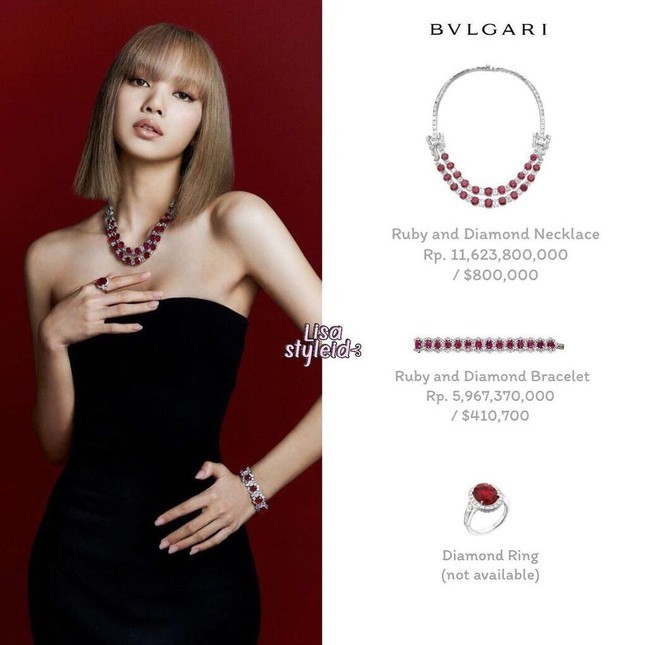 BVLGARI
Ruby and Diamond Necklace
Rp. 11,623,800,000
/ $800,000
Lisa
styleid<3
Ruby and Diamond Bracelet
Rp. 5,967,370,000
/ $410,700
Diamond Ring
(not available)